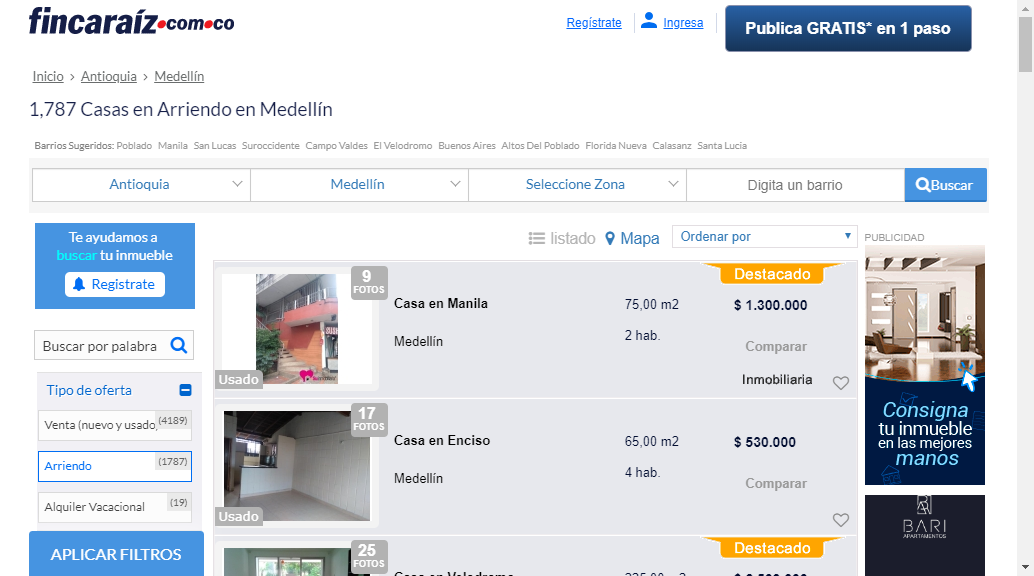 fincaraíz.com.co
Regístrate
Ingresa
Publica GRATIS* en 1 paso
Inicio > Antioquia > Medellín
1,787 Casas en Arriendo en Medellín
Barrios Sugeridos: Poblado Manila San Lucas Suroccidente Campo Valdes El Velodromo Buenos Aires Altos Del Poblado Florida Nueva Calasanz Santa Lucía
Antioquia
Medellín
Seleccione Zona
Digita un barrio
Buscar
Te ayudamos a
buscar tu inmueble
Registrate
Buscar por palabra
Tipo de oferta
Venta (nuevo y usado) (4189)
Arriendo (1787)
Alquiler Vacacional (19)
APLICAR FILTROS
listado
Mapa
Ordenar por
9
FOTOS
Usado
Casa en Manila
Medellín
75,00 m2
2 hab.
Destacado
$ 1.300.000
Comparar
Inmobiliaria
17
FOTOS
Usado
Casa en Enciso
Medellín
65,00 m2
4 hab.
$ 530.000
Comparar
25
FOTOS
Destacado
PUBLICIDAD
Consigna
tu inmueble
en las mejores
manos
BARI
APARTAMENTOS